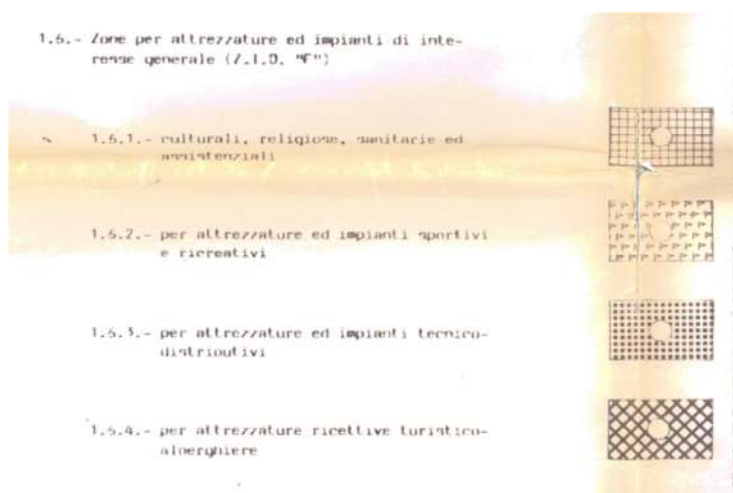 1.6.- Zone per attrezzature ed impianti di inte-
resse generale (Z.T.O. "F")
1.6.1.- culturali, religiose, sanitarie ed
assistenziali
1.6.2.- per attrezzature ed impianti sportivi
e ricreativi
1.6.3.- per attrezzature ed impianti tecnico-
distributivi
1.6.4.- per attrezzature ricettive turistico-
alberghiere